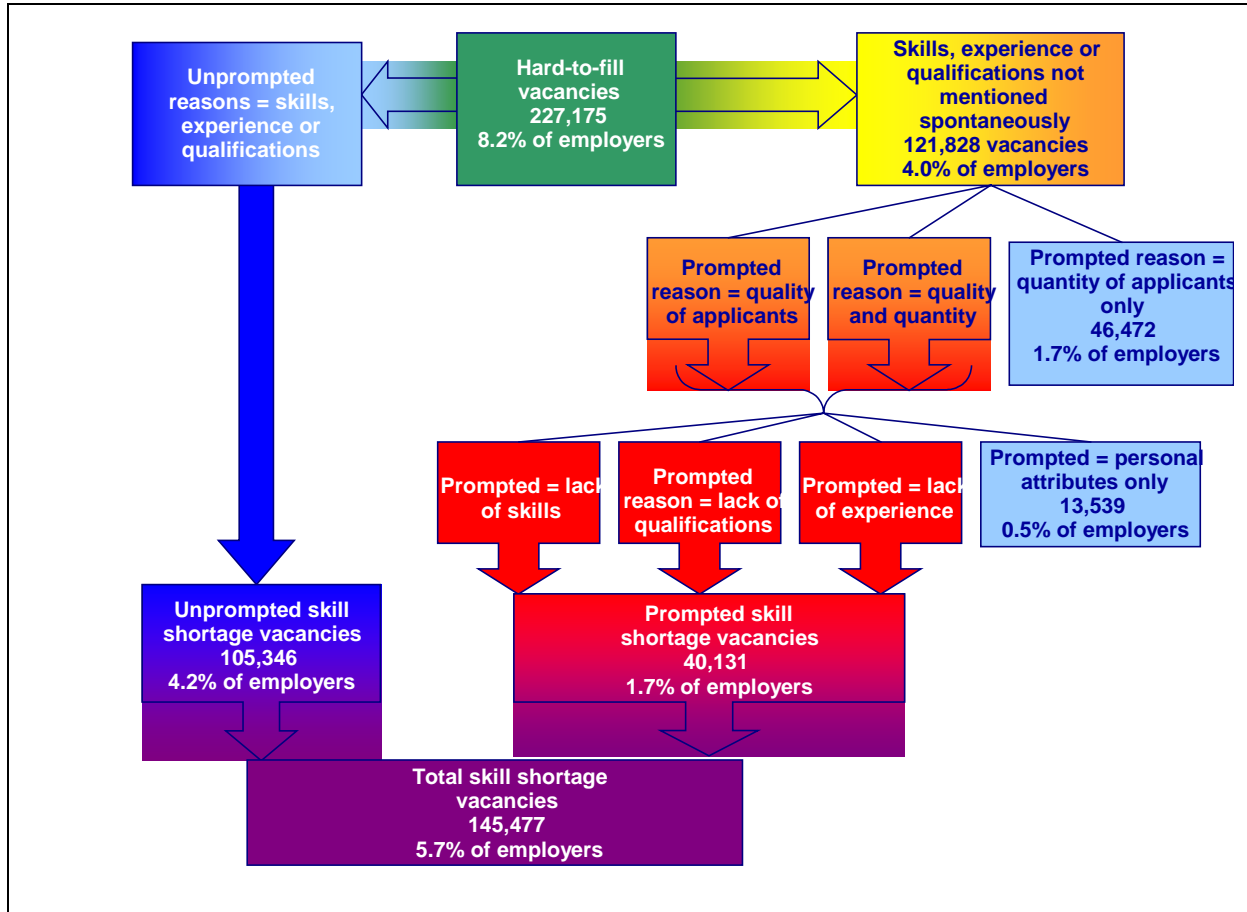 Unprompted
reasons = skills,
experience or
qualifications
Hard-to-fill
vacancies
227,175
8.2% of employers
Skills, experience or
qualifications not
mentioned
spontaneously
121,828 vacancies
4.0% of employers
Prompted
reason = quality
of applicants
Prompted
reason = quality
and quantity
Prompted reason =
quantity of applicants
only
46,472
1.7% of employers
Prompted = lack
of skills
Prompted
reason = lack of
qualifications
Prompted = lack
of experience
Prompted = personal
attributes only
13,539
0.5% of employers
Unprompted skill
shortage vacancies
105,346
4.2% of employers
Prompted skill
shortage vacancies
40,131
1.7% of employers
Total skill shortage
vacancies
145,477
5.7% of employers